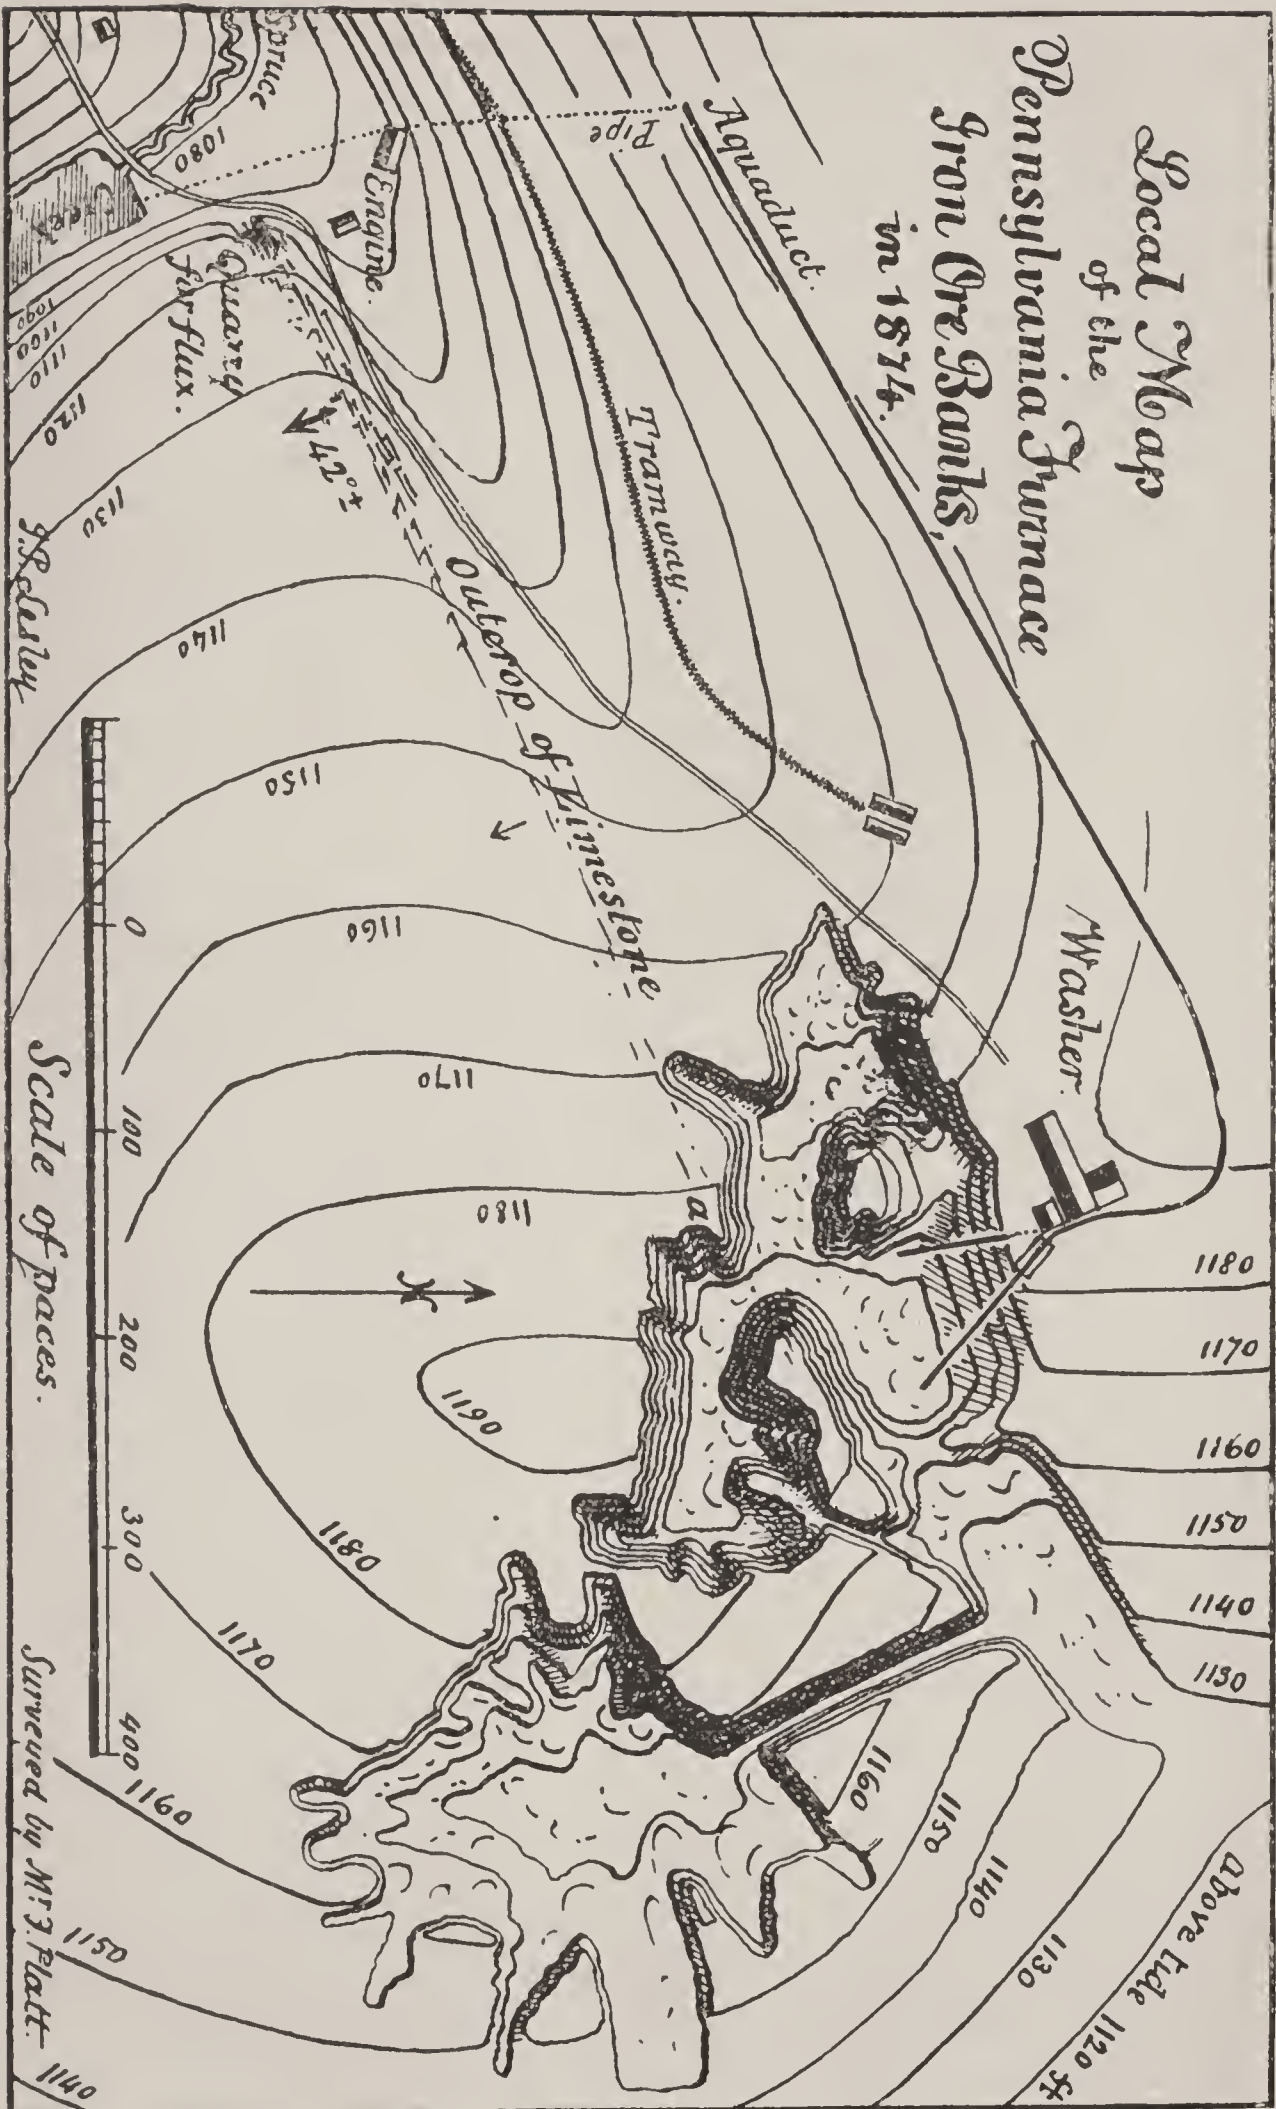 Local Map
of the
Pennsylvania Furnace
Iron Ore Banks,
in 1874.
Aquaduct.
Pipe
Spruce
1080
Engine.
Tramway.
Washer.
Quarry
for flux.
1090
1100
1110
1120
1130
1140
1150
1160
1170
1180
1190
42°±
Outcrop of Limestone
a
1180
1170
1160
1150
1140
1130
1180
1170
1160
1150
1140
1160
1150
1140
1130
above tide 1120 ft
0 100 200 300 400
Scale of paces.
J.P. Lesley
Surveyed by Mr. F. Platt.